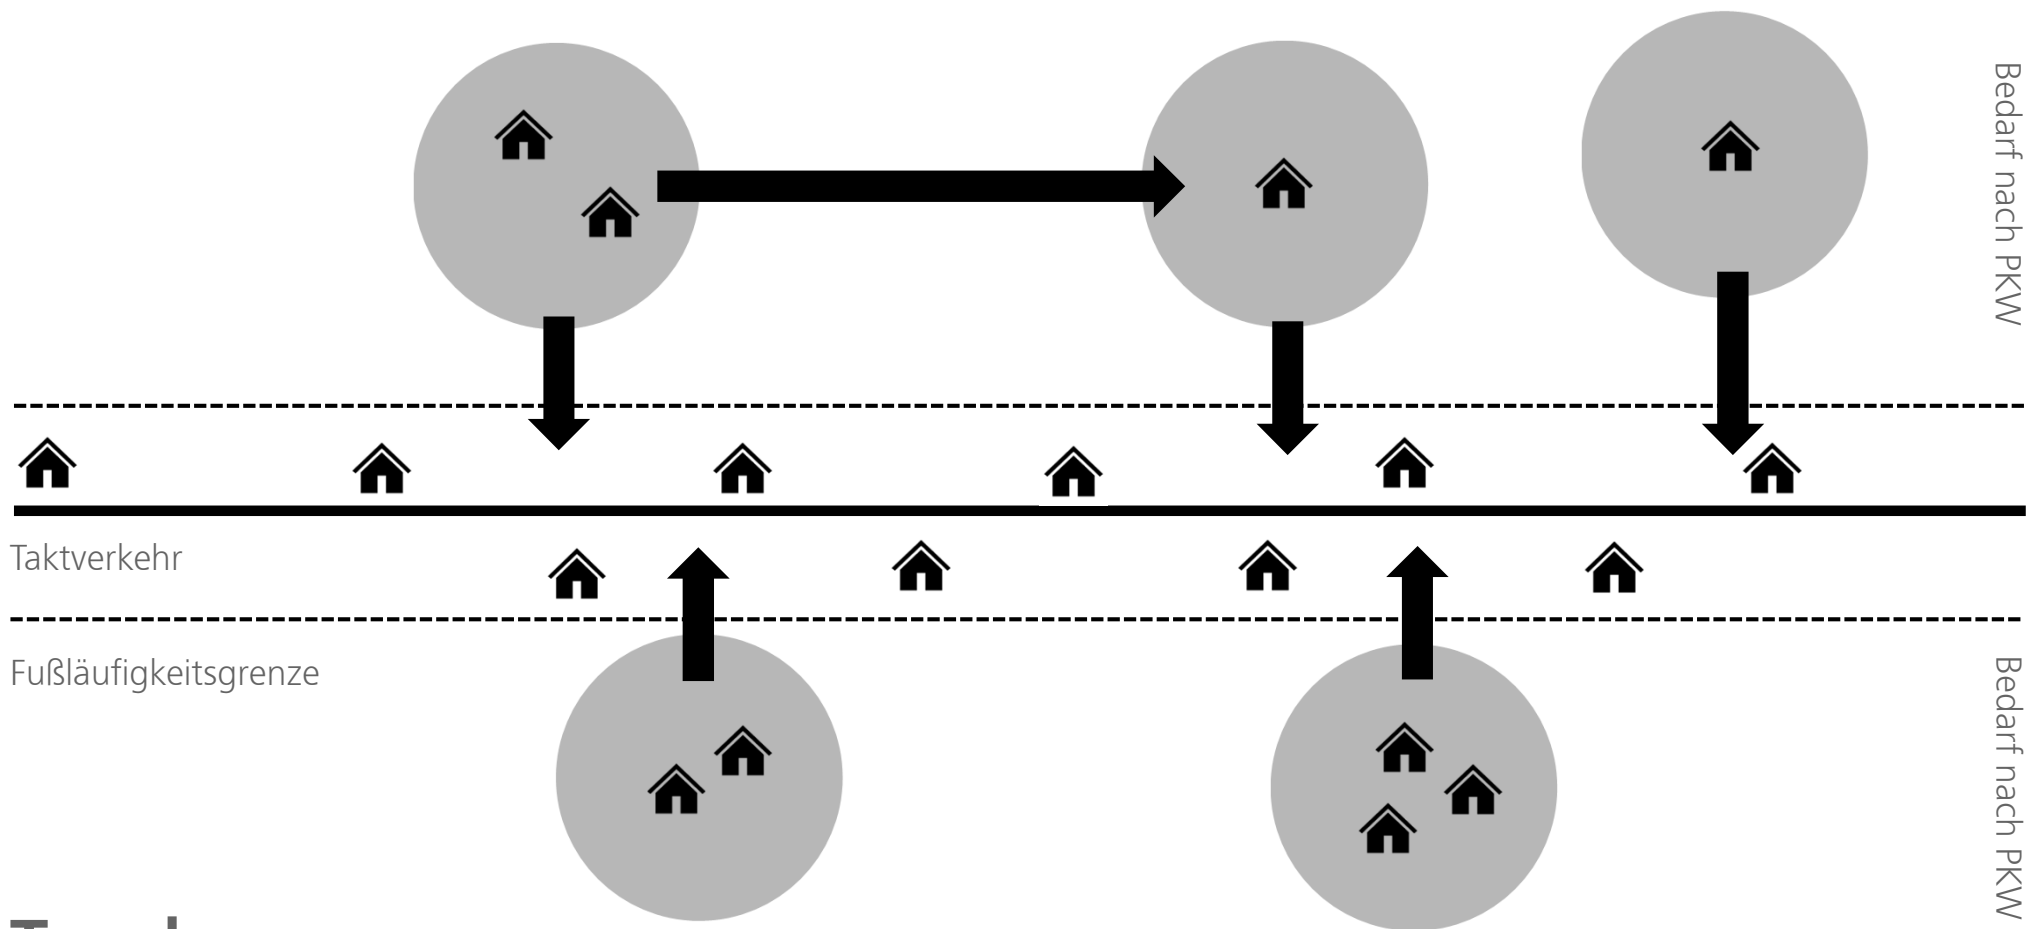 Bedarf nach PKW
Taktverkehr
Fußläufigkeitsgrenze
Bedarf nach PKW